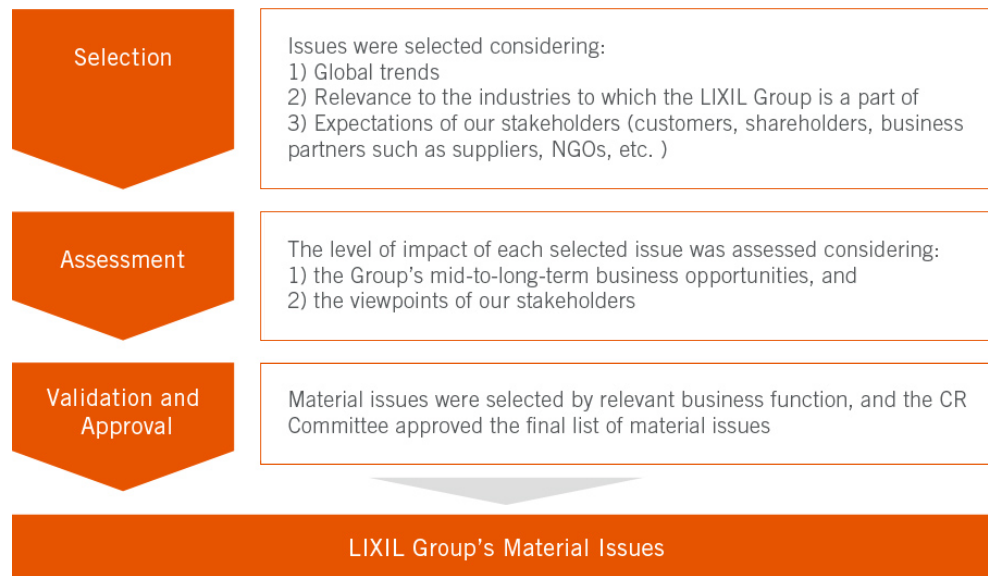 Selection
Issues were selected considering:
1) Global trends
2) Relevance to the industries to which the LIXIL Group is a part of
3) Expectations of our stakeholders (customers, shareholders, business
partners such as suppliers, NGOs, etc. )
Assessment
The level of impact of each selected issue was assessed considering:
1) the Group’s mid-to-long-term business opportunities, and
2) the viewpoints of our stakeholders
Validation and
Approval
Material issues were selected by relevant business function, and the CR
Committee approved the final list of material issues
LIXIL Group’s Material Issues